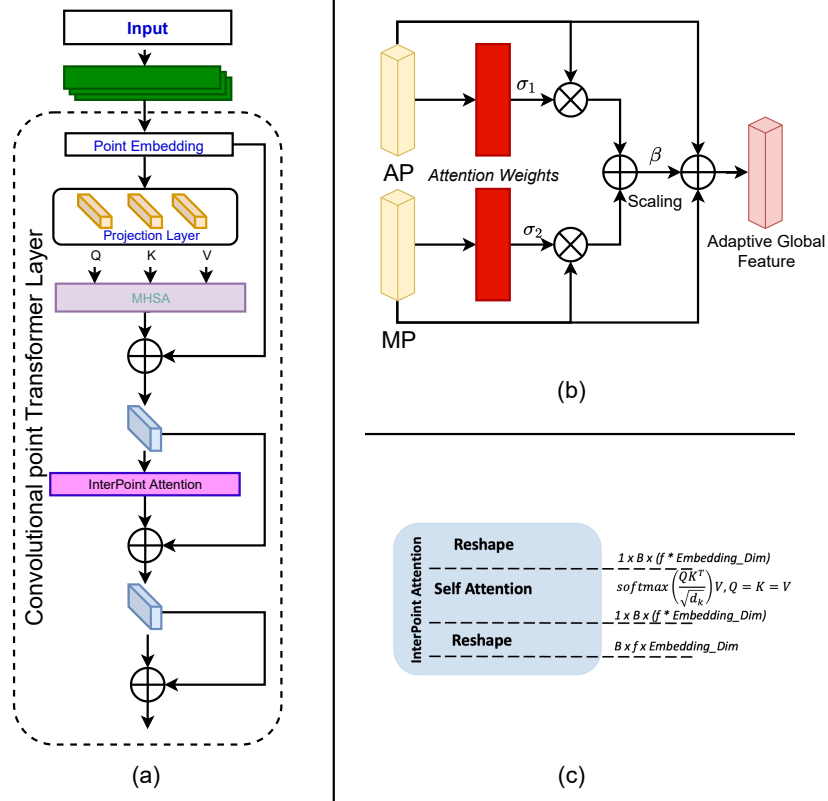 Input
Point Embedding
Projection Layer
Q K V
MHSA
InterPoint Attention
Convolutional point Transformer Layer
(a)
AP
σ1
Attention Weights
β
Scaling
σ2
MP
Adaptive Global
Feature
(b)
InterPoint Attention
Reshape
1 x B x (f * Embedding_Dim)
Self Attention
softmax(QK^T/√d_k)V, Q = K = V
1 x B x (f * Embedding_Dim)
Reshape
B x f x Embedding_Dim
(c)